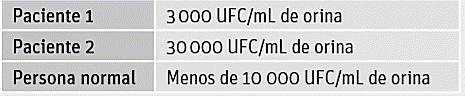 Paciente 1 3 000 UFC/mL de orina
Paciente 2 30 000 UFC/mL de orina
Persona normal Menos de 10 000 UFC/mL de orina